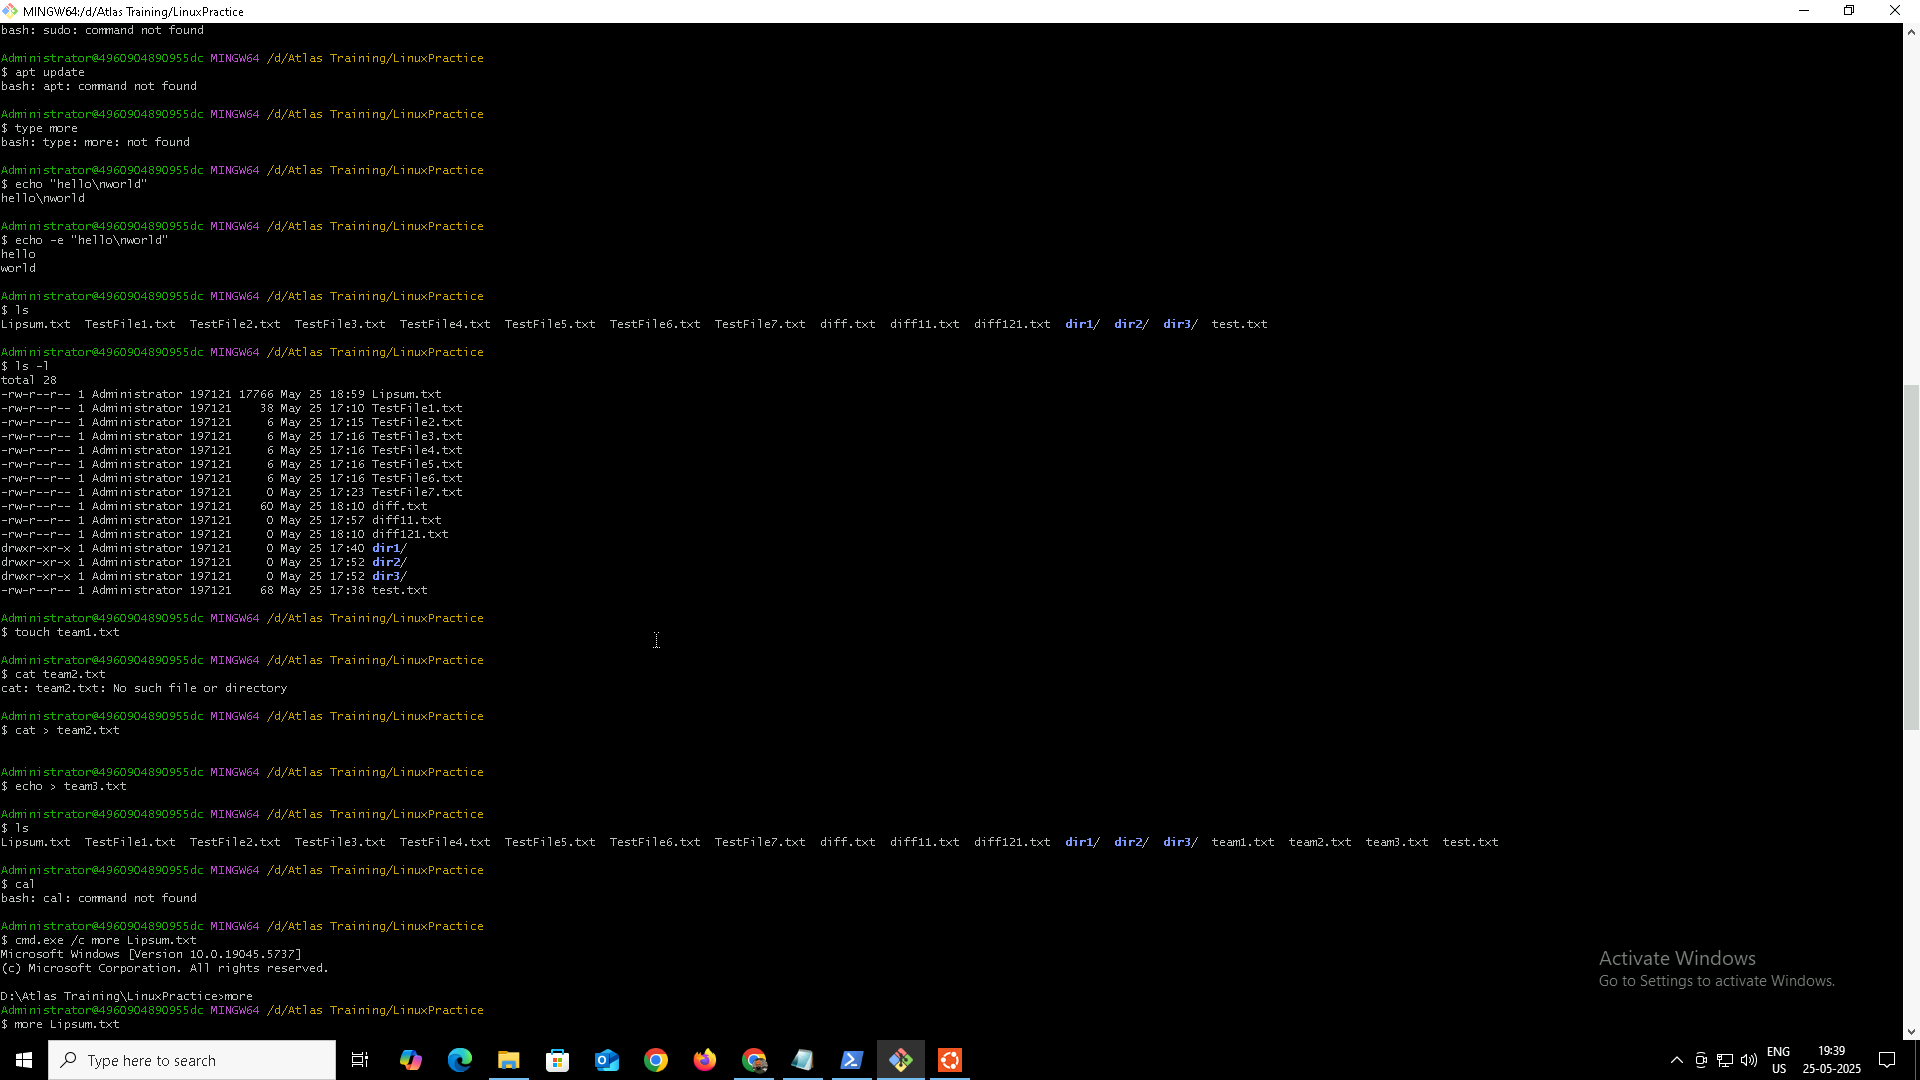 MINGW64:/d/Atlas Training/LinuxPractice
bash: sudo: command not found
Administrator@4960904890955dc MINGW64 /d/Atlas Training/LinuxPractice
$ apt update
bash: apt: command not found
Administrator@4960904890955dc MINGW64 /d/Atlas Training/LinuxPractice
$ type more
bash: type: more: not found
Administrator@4960904890955dc MINGW64 /d/Atlas Training/LinuxPractice
$ echo "hello\nworld"
hello\nworld
Administrator@4960904890955dc MINGW64 /d/Atlas Training/LinuxPractice
$ echo -e "hello\nworld"
hello
world
Administrator@4960904890955dc MINGW64 /d/Atlas Training/LinuxPractice
$ ls
Lipsum.txt  TestFile1.txt  TestFile2.txt  TestFile3.txt  TestFile4.txt  TestFile5.txt  TestFile6.txt  TestFile7.txt  diff.txt  diff11.txt  diff121.txt  dir1/  dir2/  dir3/  test.txt
Administrator@4960904890955dc MINGW64 /d/Atlas Training/LinuxPractice
$ ls -l
total 28
-rw-r--r-- 1 Administrator 197121 17766 May 25 18:59 Lipsum.txt
-rw-r--r-- 1 Administrator 197121    38 May 25 17:10 TestFile1.txt
-rw-r--r-- 1 Administrator 197121     6 May 25 17:15 TestFile2.txt
-rw-r--r-- 1 Administrator 197121     6 May 25 17:16 TestFile3.txt
-rw-r--r-- 1 Administrator 197121     6 May 25 17:16 TestFile4.txt
-rw-r--r-- 1 Administrator 197121     6 May 25 17:16 TestFile5.txt
-rw-r--r-- 1 Administrator 197121     6 May 25 17:16 TestFile6.txt
-rw-r--r-- 1 Administrator 197121     0 May 25 17:23 TestFile7.txt
-rw-r--r-- 1 Administrator 197121    60 May 25 18:10 diff.txt
-rw-r--r-- 1 Administrator 197121     0 May 25 17:57 diff11.txt
-rw-r--r-- 1 Administrator 197121     0 May 25 18:10 diff121.txt
drwxr-xr-x 1 Administrator 197121     0 May 25 17:40 dir1/
drwxr-xr-x 1 Administrator 197121     0 May 25 17:52 dir2/
drwxr-xr-x 1 Administrator 197121     0 May 25 17:52 dir3/
-rw-r--r-- 1 Administrator 197121    68 May 25 17:38 test.txt
Administrator@4960904890955dc MINGW64 /d/Atlas Training/LinuxPractice
$ touch team1.txt
Administrator@4960904890955dc MINGW64 /d/Atlas Training/LinuxPractice
$ cat team2.txt
cat: team2.txt: No such file or directory
Administrator@4960904890955dc MINGW64 /d/Atlas Training/LinuxPractice
$ cat > team2.txt
Administrator@4960904890955dc MINGW64 /d/Atlas Training/LinuxPractice
$ echo > team3.txt
Administrator@4960904890955dc MINGW64 /d/Atlas Training/LinuxPractice
$ ls
Lipsum.txt  TestFile1.txt  TestFile2.txt  TestFile3.txt  TestFile4.txt  TestFile5.txt  TestFile6.txt  TestFile7.txt  diff.txt  diff11.txt  diff121.txt  dir1/  dir2/  dir3/  team1.txt  team2.txt  team3.txt  test.txt
Administrator@4960904890955dc MINGW64 /d/Atlas Training/LinuxPractice
$ cal
bash: cal: command not found
Administrator@4960904890955dc MINGW64 /d/Atlas Training/LinuxPractice
$ cmd.exe /c more Lipsum.txt
Microsoft Windows [Version 10.0.19045.5737]
(c) Microsoft Corporation. All rights reserved.
D:\Atlas Training\LinuxPractice>more
Administrator@4960904890955dc MINGW64 /d/Atlas Training/LinuxPractice
$ more Lipsum.txt
Activate Windows
Go to Settings to activate Windows.
Type here to search
ENG
US
19:39
25-05-2025